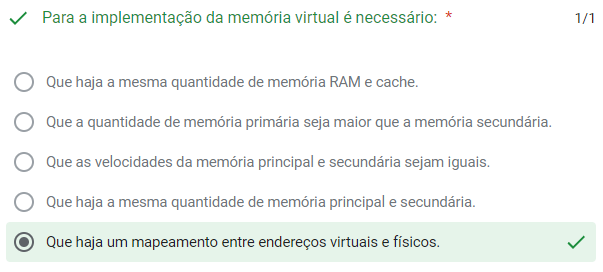 Para a implementação da memória virtual é necessário: * 1/1
Que haja a mesma quantidade de memória RAM e cache.
Que a quantidade de memória primária seja maior que a memória secundária.
Que as velocidades da memória principal e secundária sejam iguais.
Que haja a mesma quantidade de memória principal e secundária.
Que haja um mapeamento entre endereços virtuais e físicos.